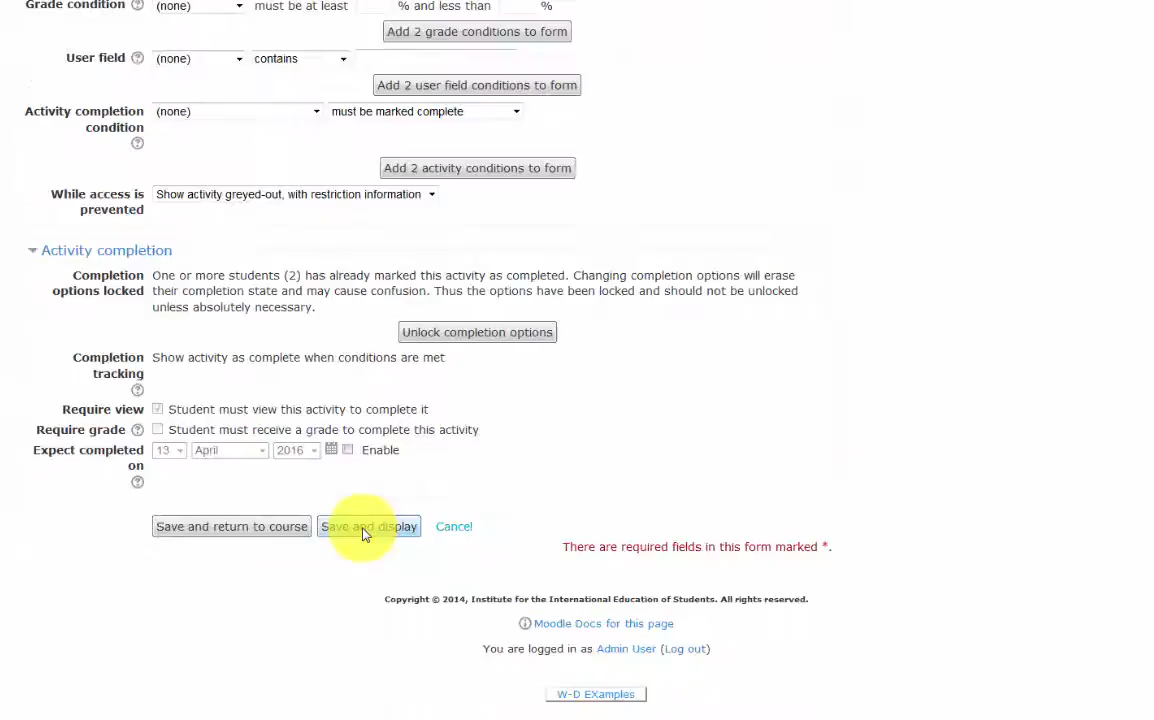 Grade condition (none) must be at least % and less than %
Add 2 grade conditions to form
User field (none) contains
Add 2 user field conditions to form
Activity completion (none) must be marked complete
condition
Add 2 activity conditions to form
While access is Show activity greyed-out, with restriction information
prevented
Activity completion
Completion One or more students (2) has already marked this activity as completed. Changing completion options will erase
options locked their completion state and may cause confusion. Thus the options have been locked and should not be unlocked
unless absolutely necessary.
Unlock completion options
Completion Show activity as complete when conditions are met
tracking
Require view Student must view this activity to complete it
Require grade Student must receive a grade to complete this activity
Expect completed 13 April 2016 Enable
on
Save and return to course Save and display Cancel
There are required fields in this form marked *.
Copyright © 2014, Institute for the International Education of Students. All rights reserved.
Moodle Docs for this page
You are logged in as Admin User (Log out)
W-D EXamples